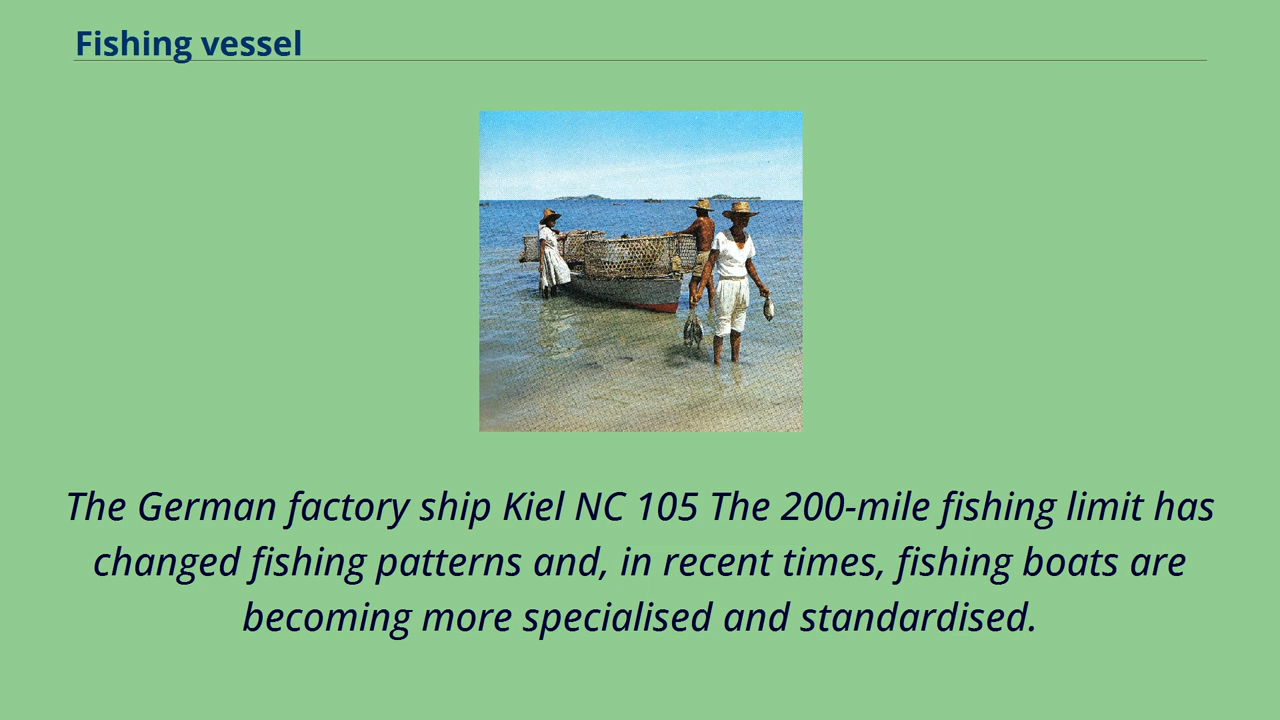 Fishing vessel
The German factory ship Kiel NC 105 The 200-mile fishing limit has
changed fishing patterns and, in recent times, fishing boats are
becoming more specialised and standardised.